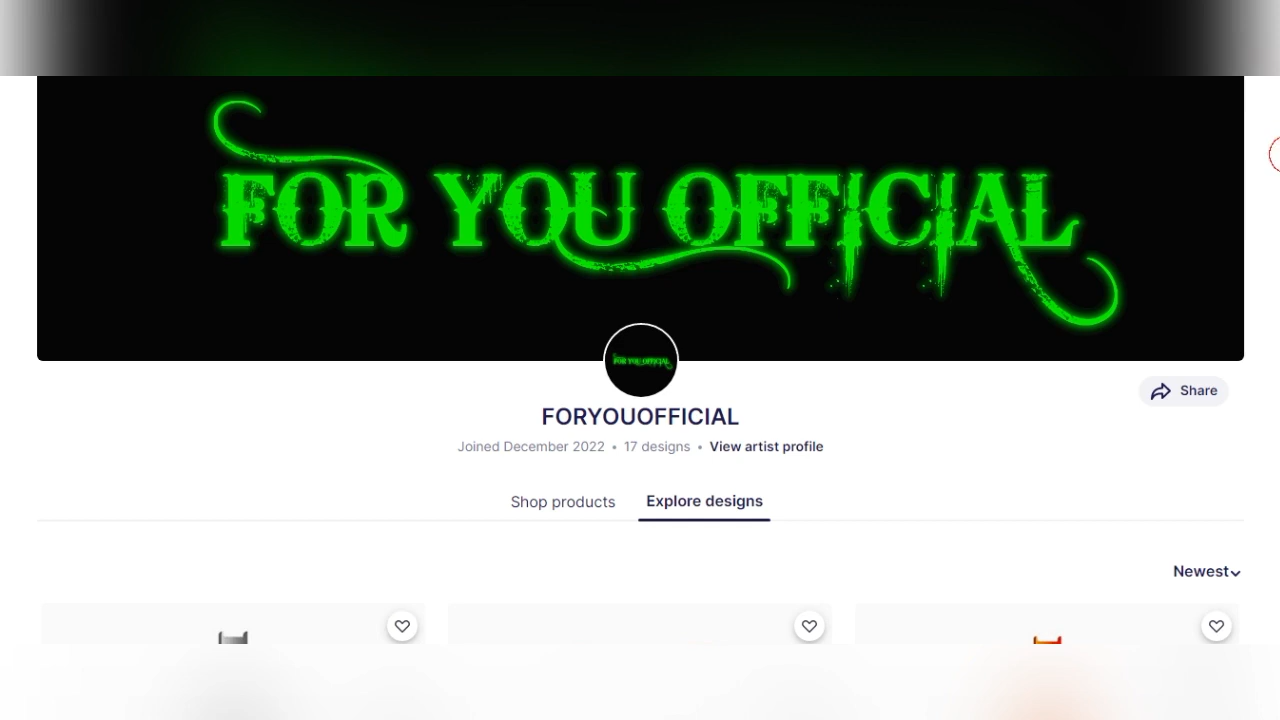 FOR YOU OFFICIAL
FOR YOU OFFICIAL
Share
FORYOUOFFICIAL
Joined December 2022 • 17 designs • View artist profile
Shop products Explore designs
Newest